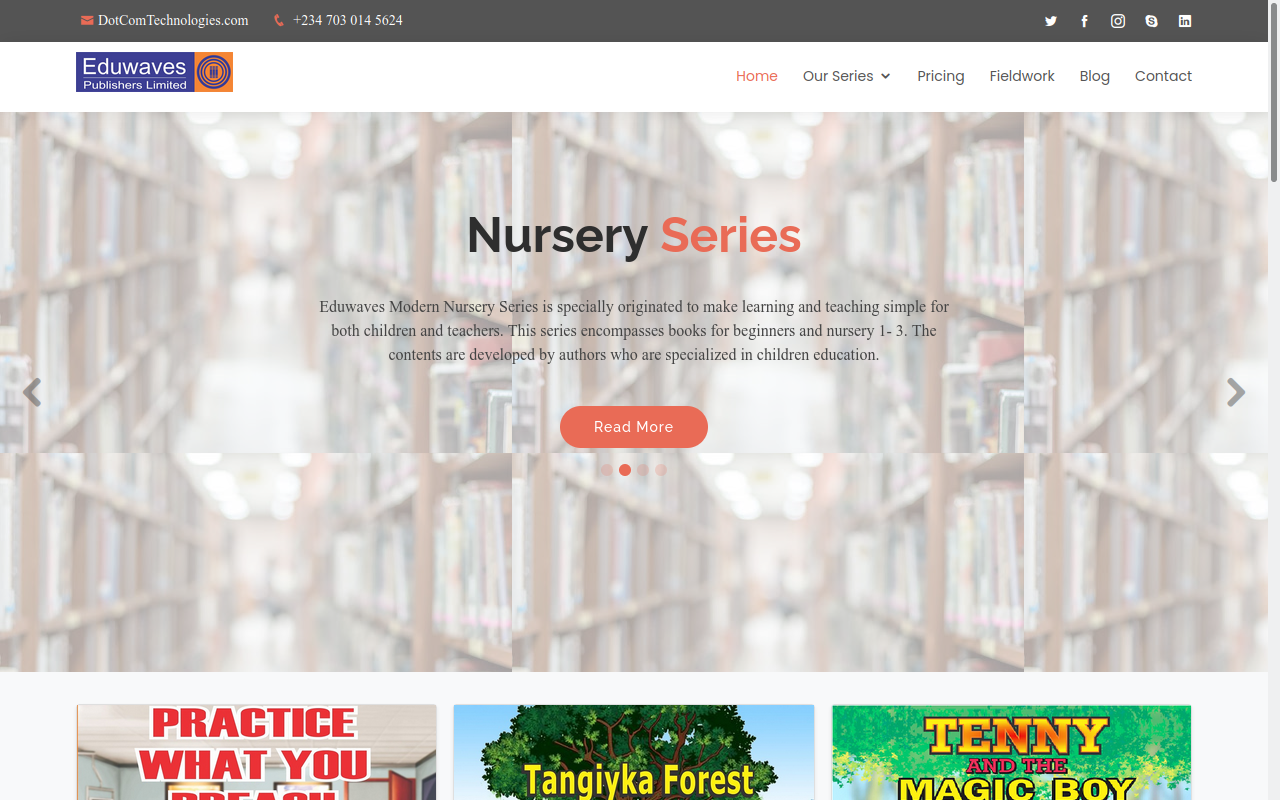 DotComTechnologies.com
+234 703 014 5624
Eduwaves
Publishers Limited
Home
Our Series
Pricing
Fieldwork
Blog
Contact
Nursery Series
Eduwaves Modern Nursery Series is specially originated to make learning and teaching simple for
both children and teachers. This series encompasses books for beginners and nursery 1- 3. The
contents are developed by authors who are specialized in children education.
Read More
PRACTICE
WHAT YOU
PREACH
Tangiyka Forest
TENNY
AND THE
MAGIC BOY